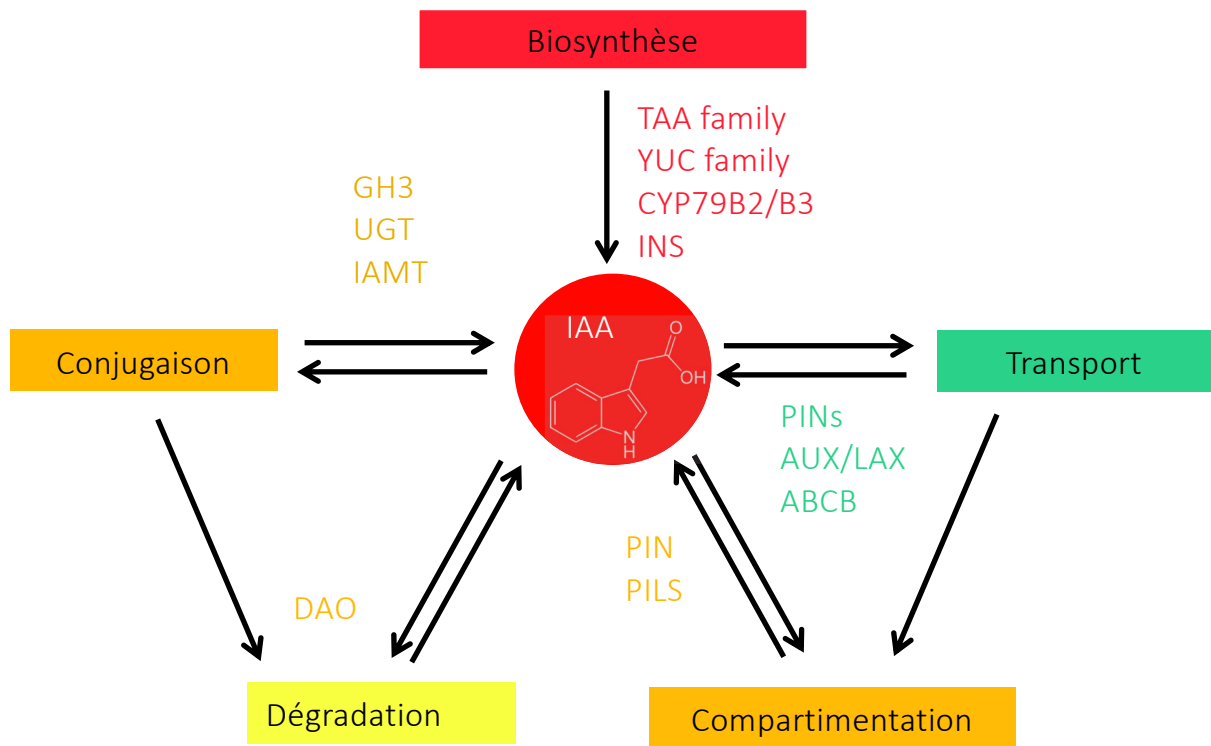 Biosynthèse
TAA family
YUC family
CYP79B2/B3
INS
GH3
UGT
IAMT
IAA
O
OH
N
H
Conjugaison
Transport
PINs
AUX/LAX
ABCB
PIN
PILS
DAO
Dégradation
Compartimentation